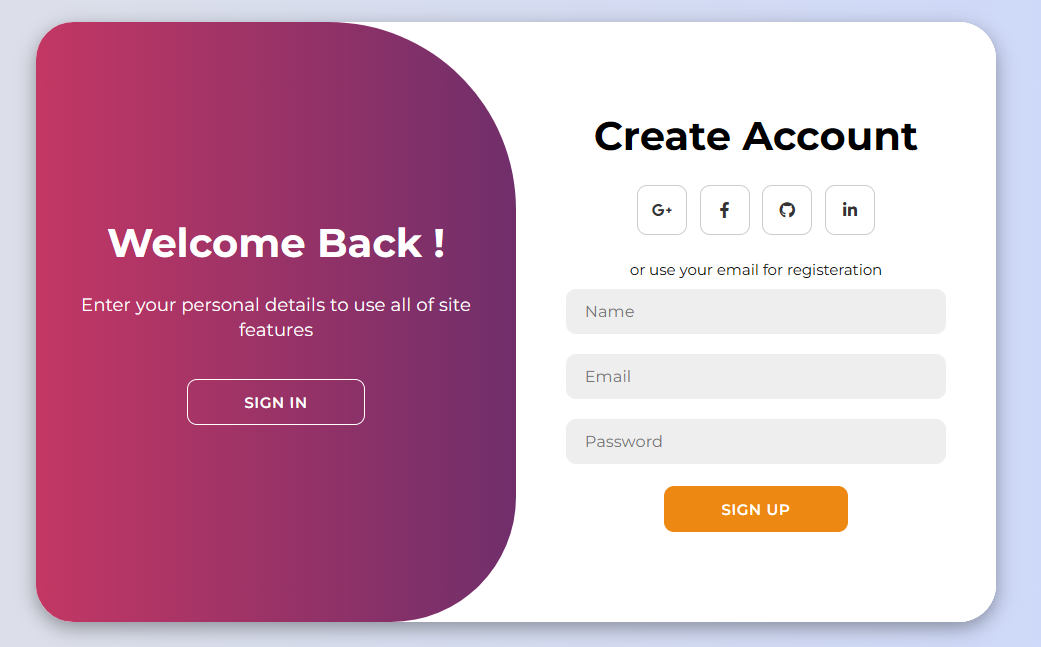 Welcome Back !
Enter your personal details to use all of site
features
SIGN IN
Create Account
G+
f
in
or use your email for registeration
Name
Email
Password
SIGN UP